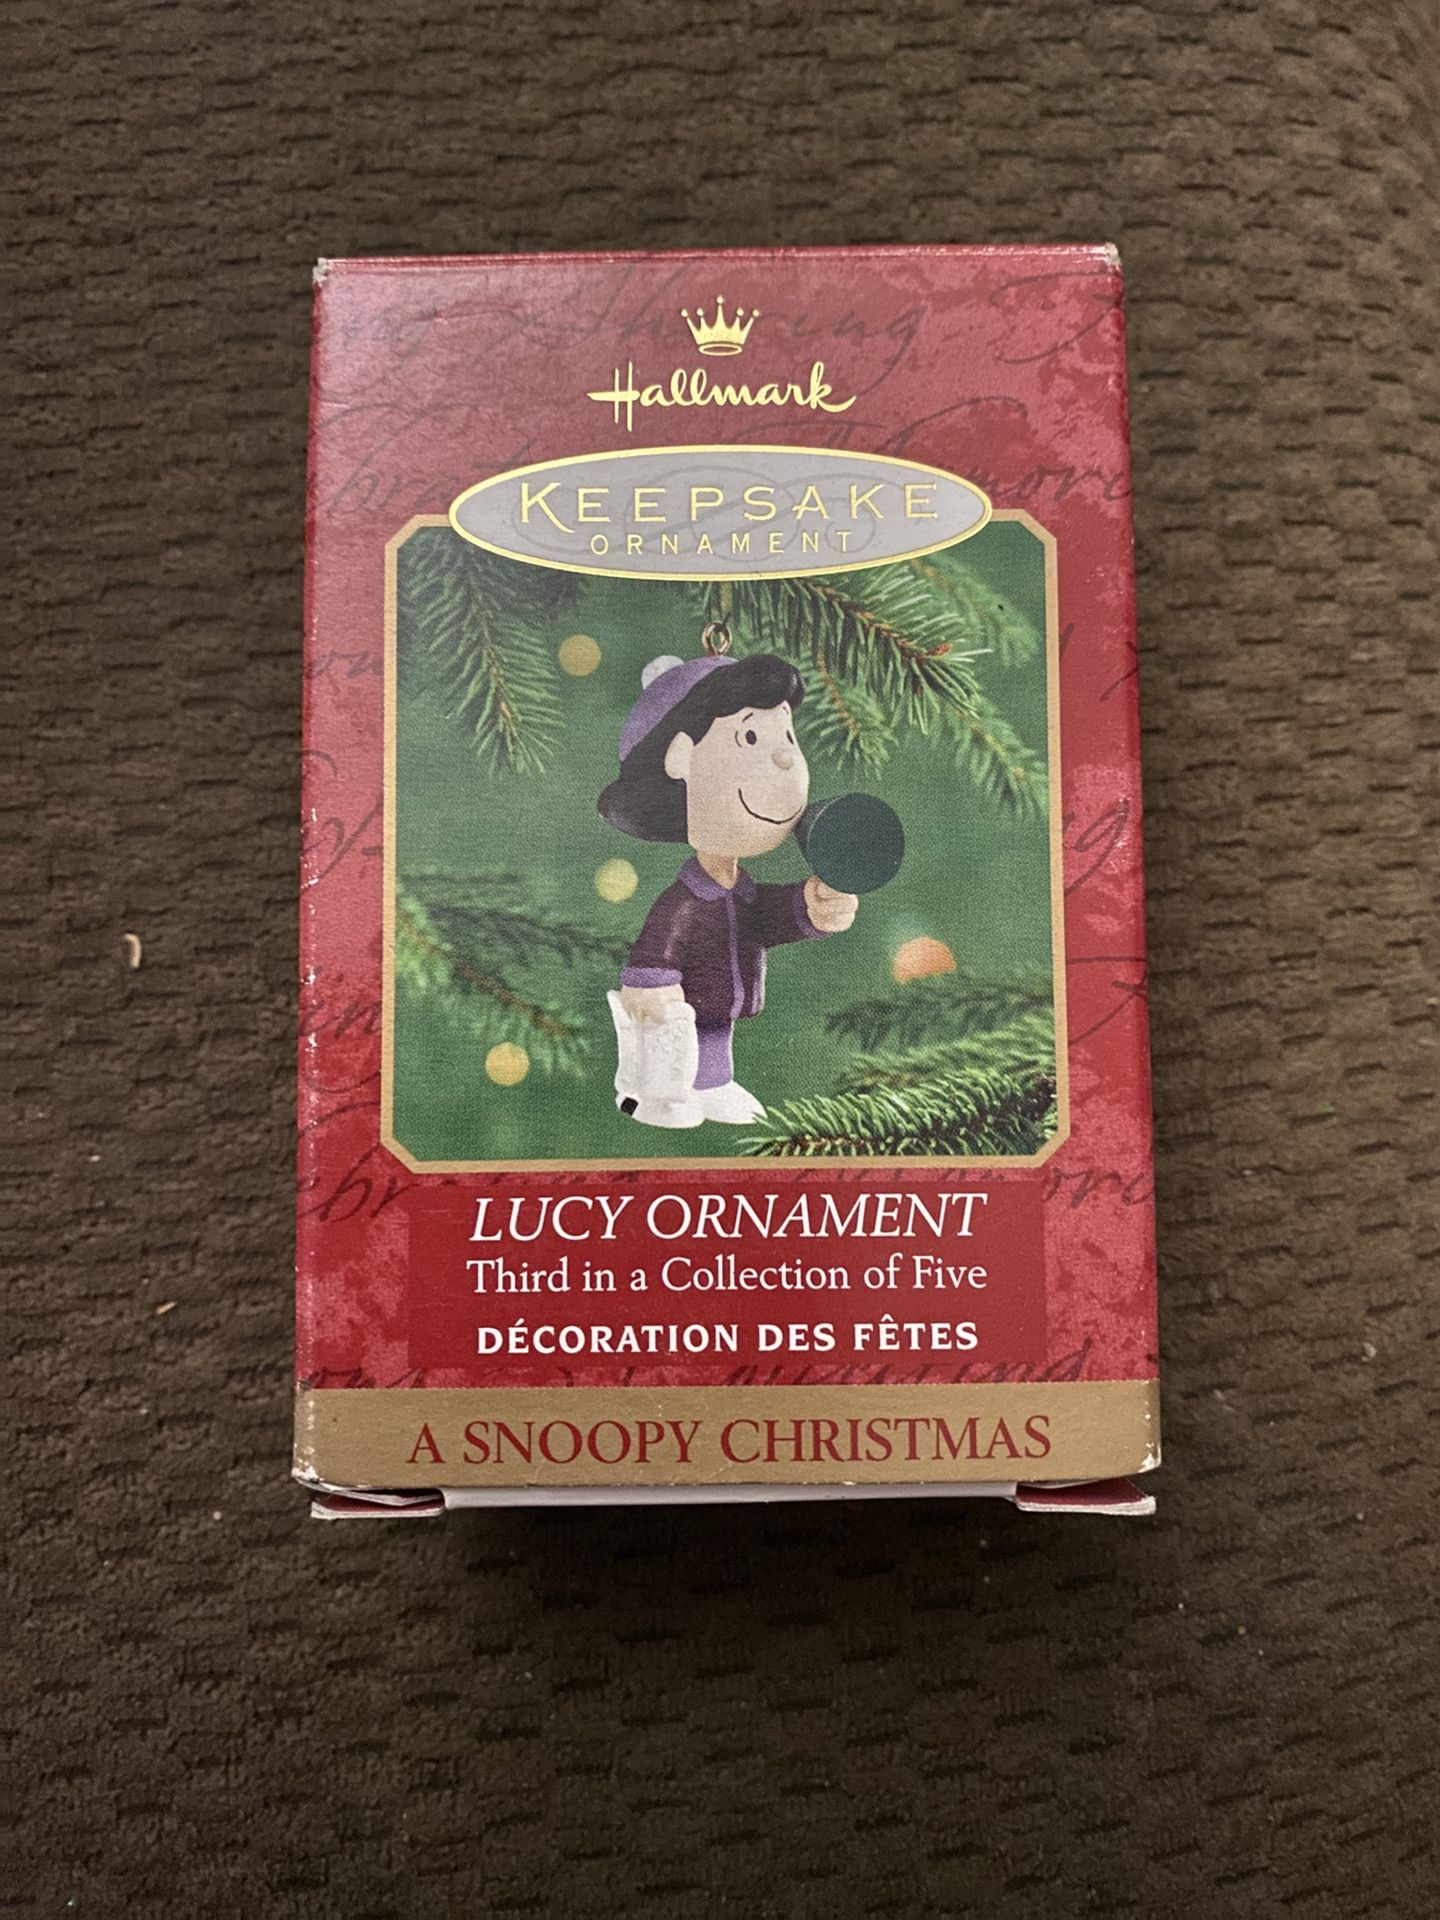 Hallmark
KEEPSAKE
ORNAMENT
LUCY ORNAMENT
Third in a Collection of Five
DÉCORATION DES FÊTES
A SNOOPY CHRISTMAS